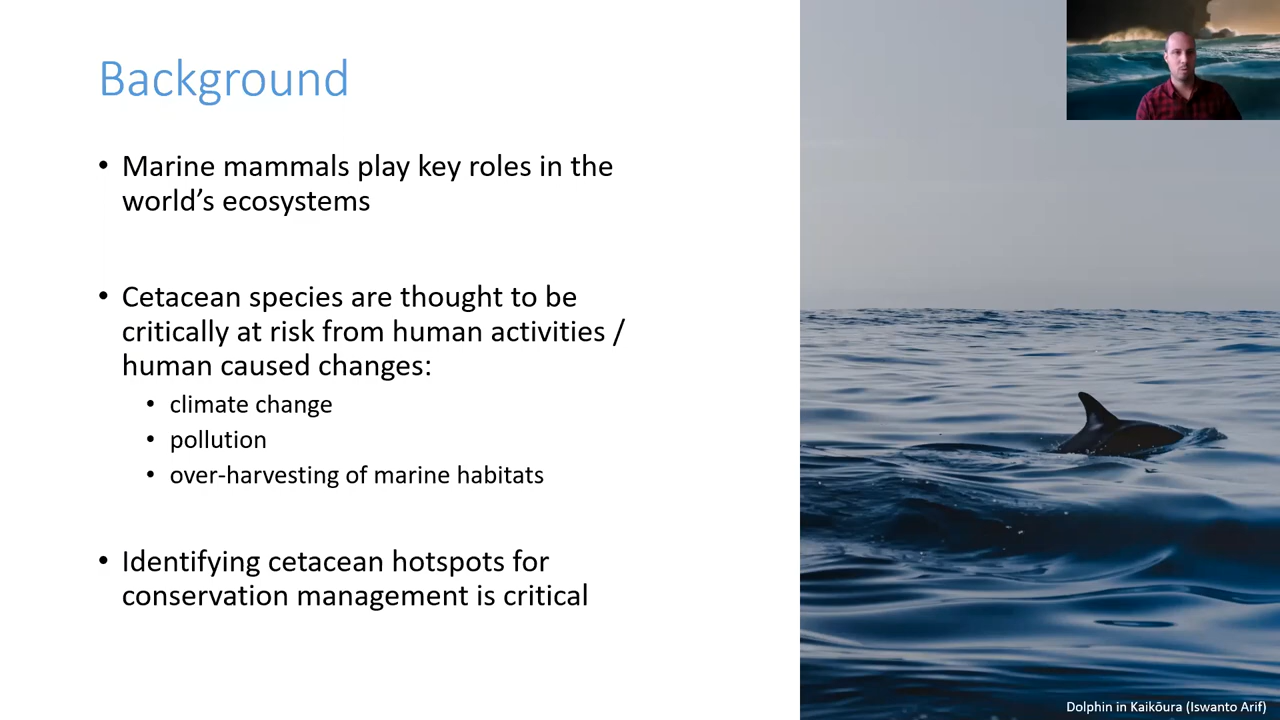 Background
• Marine mammals play key roles in the
world’s ecosystems
• Cetacean species are thought to be
critically at risk from human activities /
human caused changes:
• climate change
• pollution
• over-harvesting of marine habitats
• Identifying cetacean hotspots for
conservation management is critical
Dolphin in Kaikōura (Iswanto Arif)